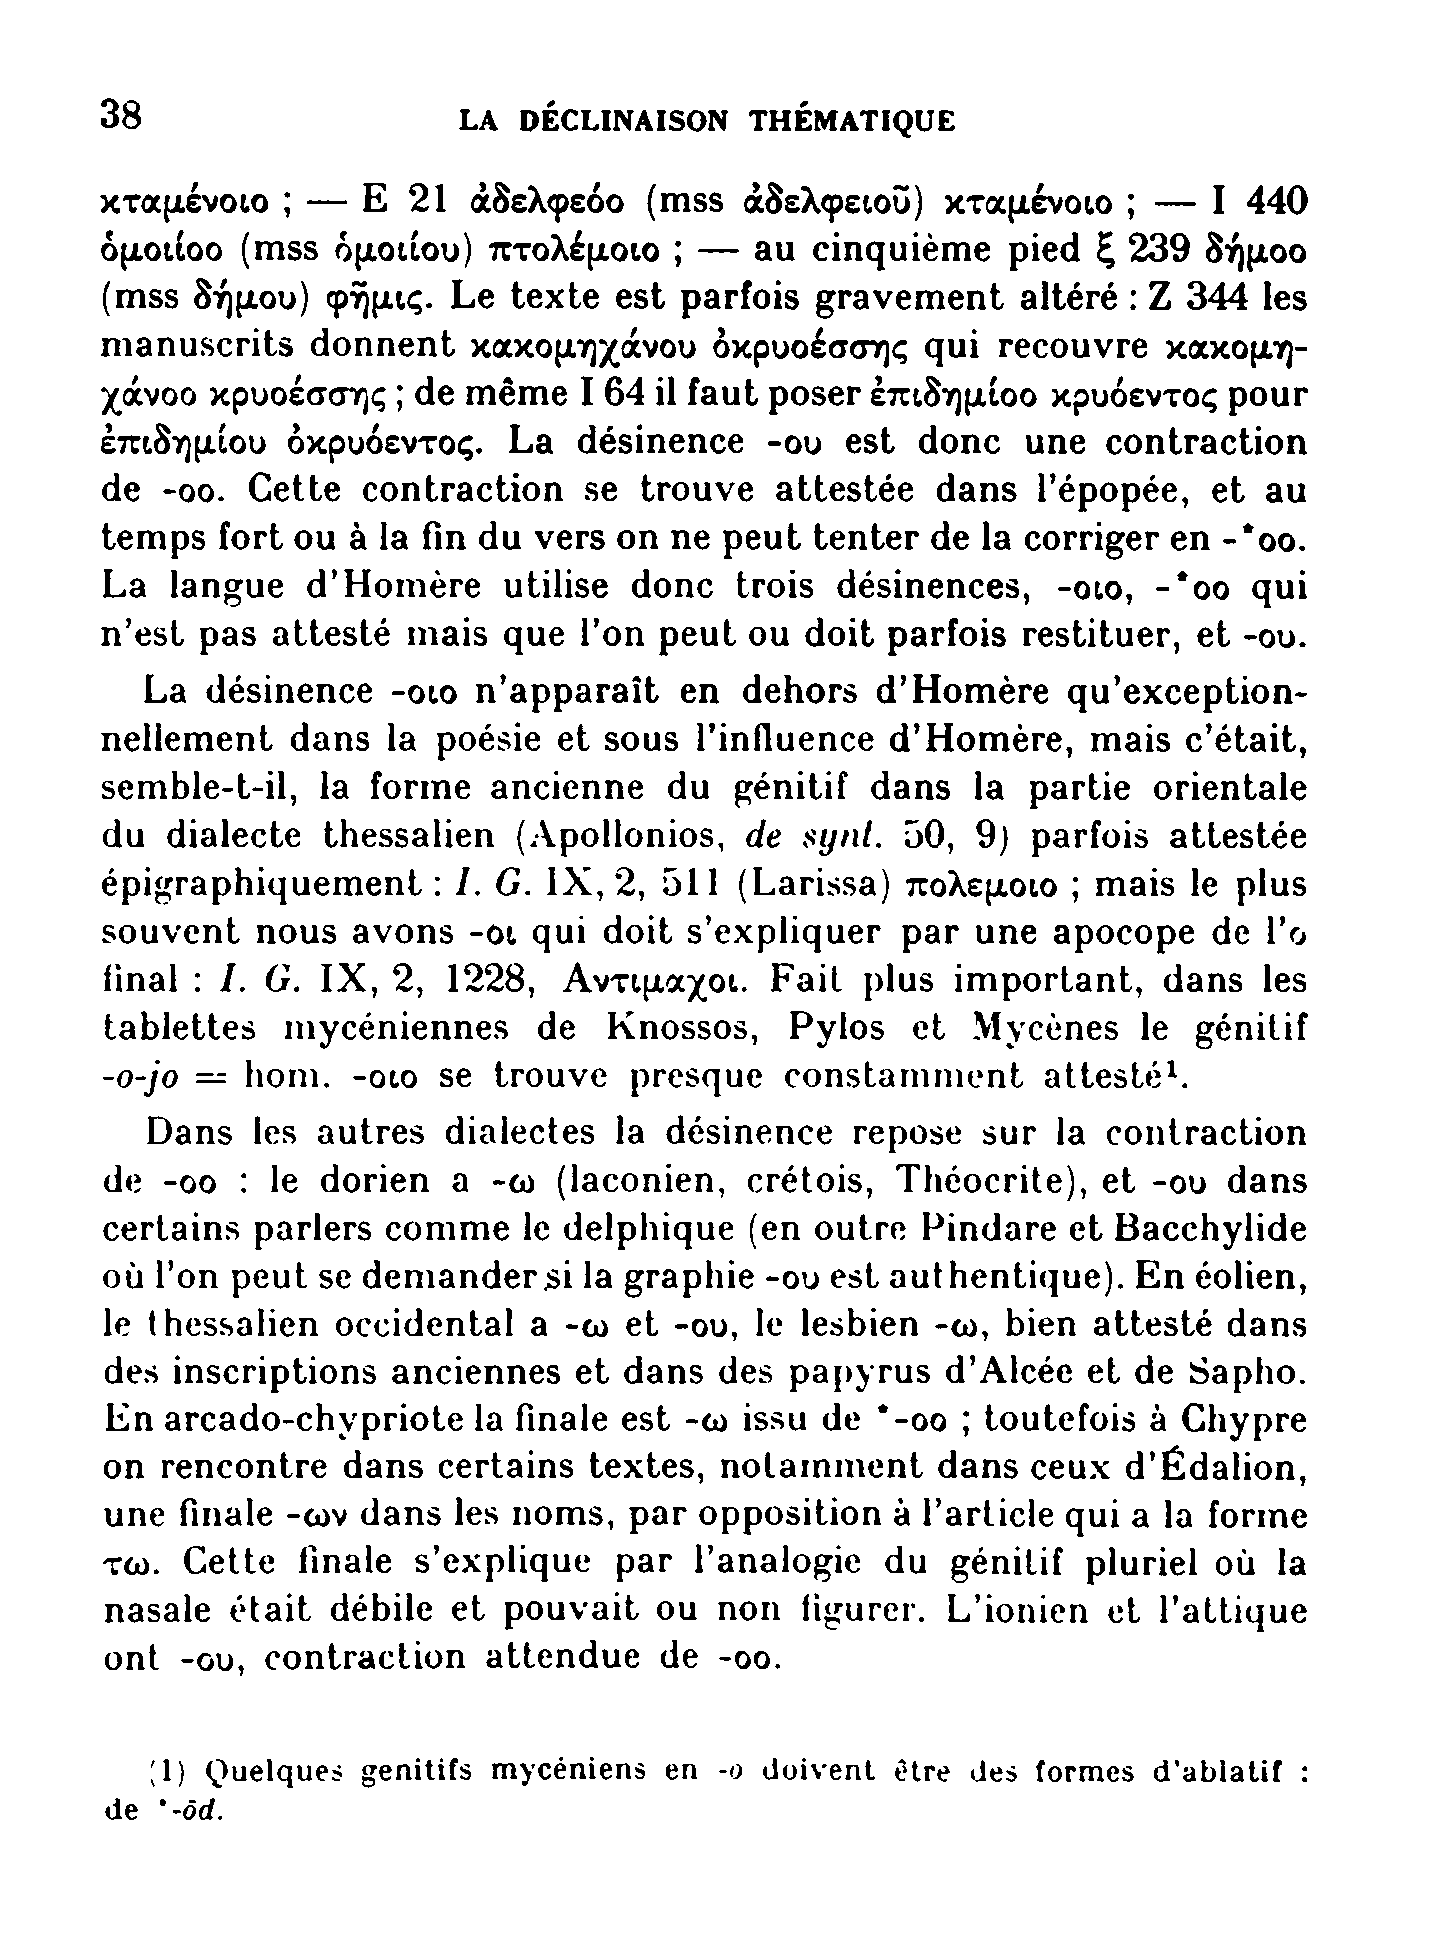 38 LA DÉCLINAISON THÉMATIQUE
κταμένοιο ; — E 21 ἀδελφεόο (mss ἀδελφειοῦ) κταμένοιο ; — I 440
ὁμοιίοο (mss ὁμοιίου) πτολέμοιο ; — au cinquième pied ξ 239 δήμοο
(mss δήμου) φῆμις. Le texte est parfois gravement altéré : Z 344 les
manuscrits donnent κακομηχάνου ὀκρυοέσσης qui recouvre κακομη-
χάνοο κρυοέσσης ; de même I 64 il faut poser ἐπιδημίοο κρυόεντος pour
ἐπιδημίου ὀκρυόεντος. La désinence -ου est donc une contraction
de -οο. Cette contraction se trouve attestée dans l'épopée, et au
temps fort ou à la fin du vers on ne peut tenter de la corriger en -*οο.
La langue d'Homère utilise donc trois désinences, -οιο, -*οο qui
n'est pas attesté mais que l'on peut ou doit parfois restituer, et -ου.
La désinence -οιο n'apparaît en dehors d'Homère qu'exception-
nellement dans la poésie et sous l'influence d'Homère, mais c'était,
semble-t-il, la forme ancienne du génitif dans la partie orientale
du dialecte thessalien (Apollonios, de synt. 50, 9) parfois attestée
épigraphiquement : I. G. IX, 2, 511 (Larissa) πολεμοιο ; mais le plus
souvent nous avons -οι qui doit s'expliquer par une apocope de l'ο
final : I. G. IX, 2, 1228, Αντιμαχοι. Fait plus important, dans les
tablettes mycéniennes de Knossos, Pylos et Mycènes le génitif
-o-jo = hom. -οιο se trouve presque constamment attesté¹.
Dans les autres dialectes la désinence repose sur la contraction
de -οο : le dorien a -ω (laconien, crétois, Théocrite), et -ου dans
certains parlers comme le delphique (en outre Pindare et Bacchylide
où l'on peut se demander si la graphie -ου est authentique). En éolien,
le thessalien occidental a -ω et -ου, le lesbien -ω, bien attesté dans
des inscriptions anciennes et dans des papyrus d'Alcée et de Sapho.
En arcado-chypriote la finale est -ω issu de *-οο ; toutefois à Chypre
on rencontre dans certains textes, notamment dans ceux d'Édalion,
une finale -ων dans les noms, par opposition à l'article qui a la forme
τω. Cette finale s'explique par l'analogie du génitif pluriel où la
nasale était débile et pouvait ou non figurer. L'ionien et l'attique
ont -ου, contraction attendue de -οο.
(1) Quelques genitifs mycéniens en -o doivent être des formes d'ablatif :
de *-ōd.